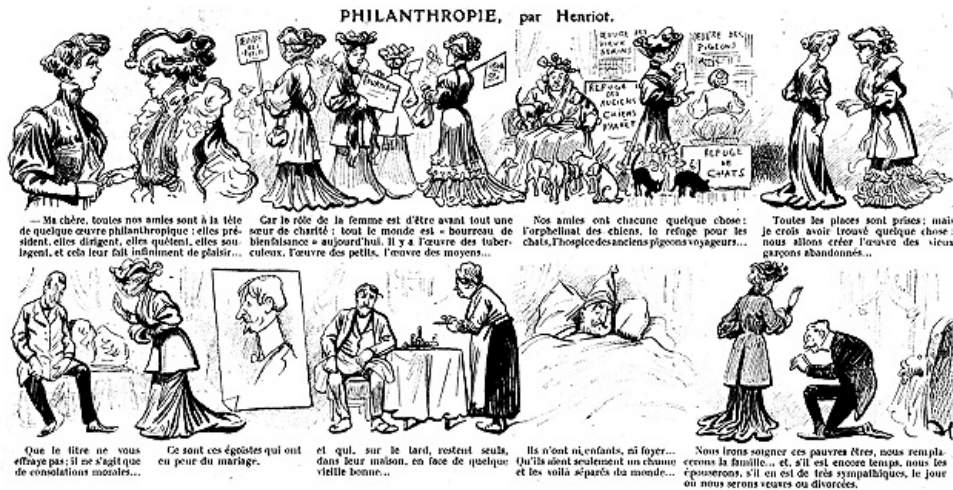 PHILANTHROPIE, par Henriot.
REFUGE DES
VIEUX
SERINS
PIGEONS
REFUGE
DES
ANCIENS
CHIENS
REFUGE
DE
CHATS
— Ma chère, toutes nos amies sont à la tête
de quelque œuvre philanthropique : elles pré-
sident, elles dirigent, elles quêtent, elles sou-
lagent, et cela leur fait infiniment de plaisir...
Car le rôle de la femme est d'être avant tout une
sœur de charité : tout le monde est « bourreau de
bienfaisance » aujourd'hui. Il y a l'œuvre des tuber-
culeux, l'œuvre des petits, l'œuvre des moyens...
Nos amies ont chacune quelque chose :
l'orphelinat des chiens, le refuge pour les
chats, l'hospice des anciens pigeons voyageurs...
Toutes les places sont prises; mais
je crois avoir trouvé quelque chose :
nous allons créer l'œuvre des vieux
garçons abandonnés...
Que le titre ne vous
effraye pas; il ne s'agit que
de consolations morales...
Ce sont ces égoïstes qui ont
eu peur du mariage.
et qui, sur le tard, restent seuls,
dans leur maison, en face de quelque
vieille bonne...
Ils n'ont ni enfants, ni foyer...
Qu'ils aient seulement un rhume
et les voilà séparés du monde...
Nous irons soigner ces pauvres êtres, nous rempla-
cerons la famille... et, s'il est encore temps, nous les
épouserons, s'il en est de très sympathiques, le jour
où nous serons veuves ou divorcées.